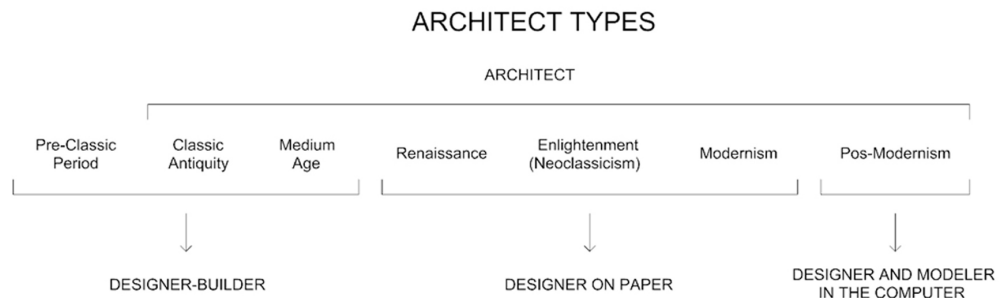 ARCHITECT TYPES
ARCHITECT
Pre-Classic
Period
Classic
Antiquity
Medium
Age
Renaissance
Enlightenment
(Neoclassicism)
Modernism
Pos-Modernism
DESIGNER-BUILDER
DESIGNER ON PAPER
DESIGNER AND MODELER
IN THE COMPUTER